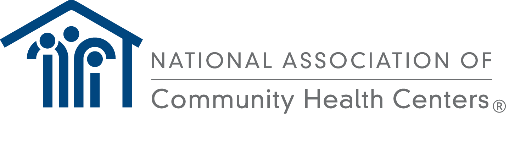 NATIONAL ASSOCIATION OF
Community Health Centers®